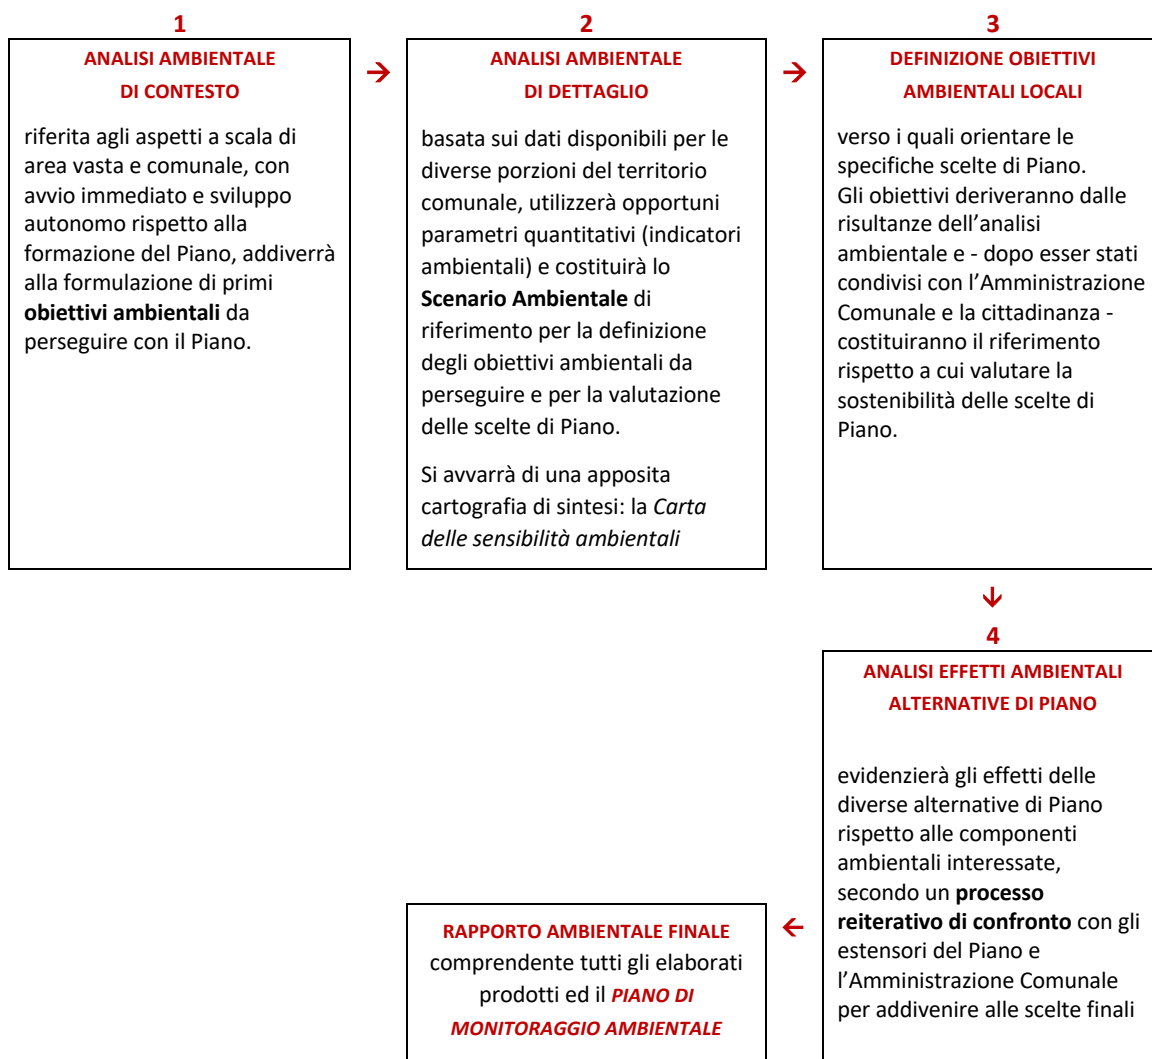 1
ANALISI AMBIENTALE
DI CONTESTO
riferita agli aspetti a scala di
area vasta e comunale, con
avvio immediato e sviluppo
autonomo rispetto alla
formazione del Piano, addiverrà
alla formulazione di primi
obiettivi ambientali da
perseguire con il Piano.
→
2
ANALISI AMBIENTALE
DI DETTAGLIO
basata sui dati disponibili per le
diverse porzioni del territorio
comunale, utilizzerà opportuni
parametri quantitativi (indicatori
ambientali) e costituirà lo
Scenario Ambientale di
riferimento per la definizione
degli obiettivi ambientali da
perseguire e per la valutazione
delle scelte di Piano.
Si avvarrà di una apposita
cartografia di sintesi: la Carta
delle sensibilità ambientali
→
3
DEFINIZIONE OBIETTIVI
AMBIENTALI LOCALI
verso i quali orientare le
specifiche scelte di Piano.
Gli obiettivi deriveranno dalle
risultanze dell’analisi
ambientale e - dopo esser stati
condivisi con l’Amministrazione
Comunale e la cittadinanza -
costituiranno il riferimento
rispetto a cui valutare la
sostenibilità delle scelte di
Piano.
↓
4
ANALISI EFFETTI AMBIENTALI
ALTERNATIVE DI PIANO
evidenzierà gli effetti delle
diverse alternative di Piano
rispetto alle componenti
ambientali interessate,
secondo un processo
reiterativo di confronto con gli
estensori del Piano e
l’Amministrazione Comunale
per addivenire alle scelte finali
←
RAPPORTO AMBIENTALE FINALE
comprendente tutti gli elaborati
prodotti ed il PIANO DI
MONITORAGGIO AMBIENTALE